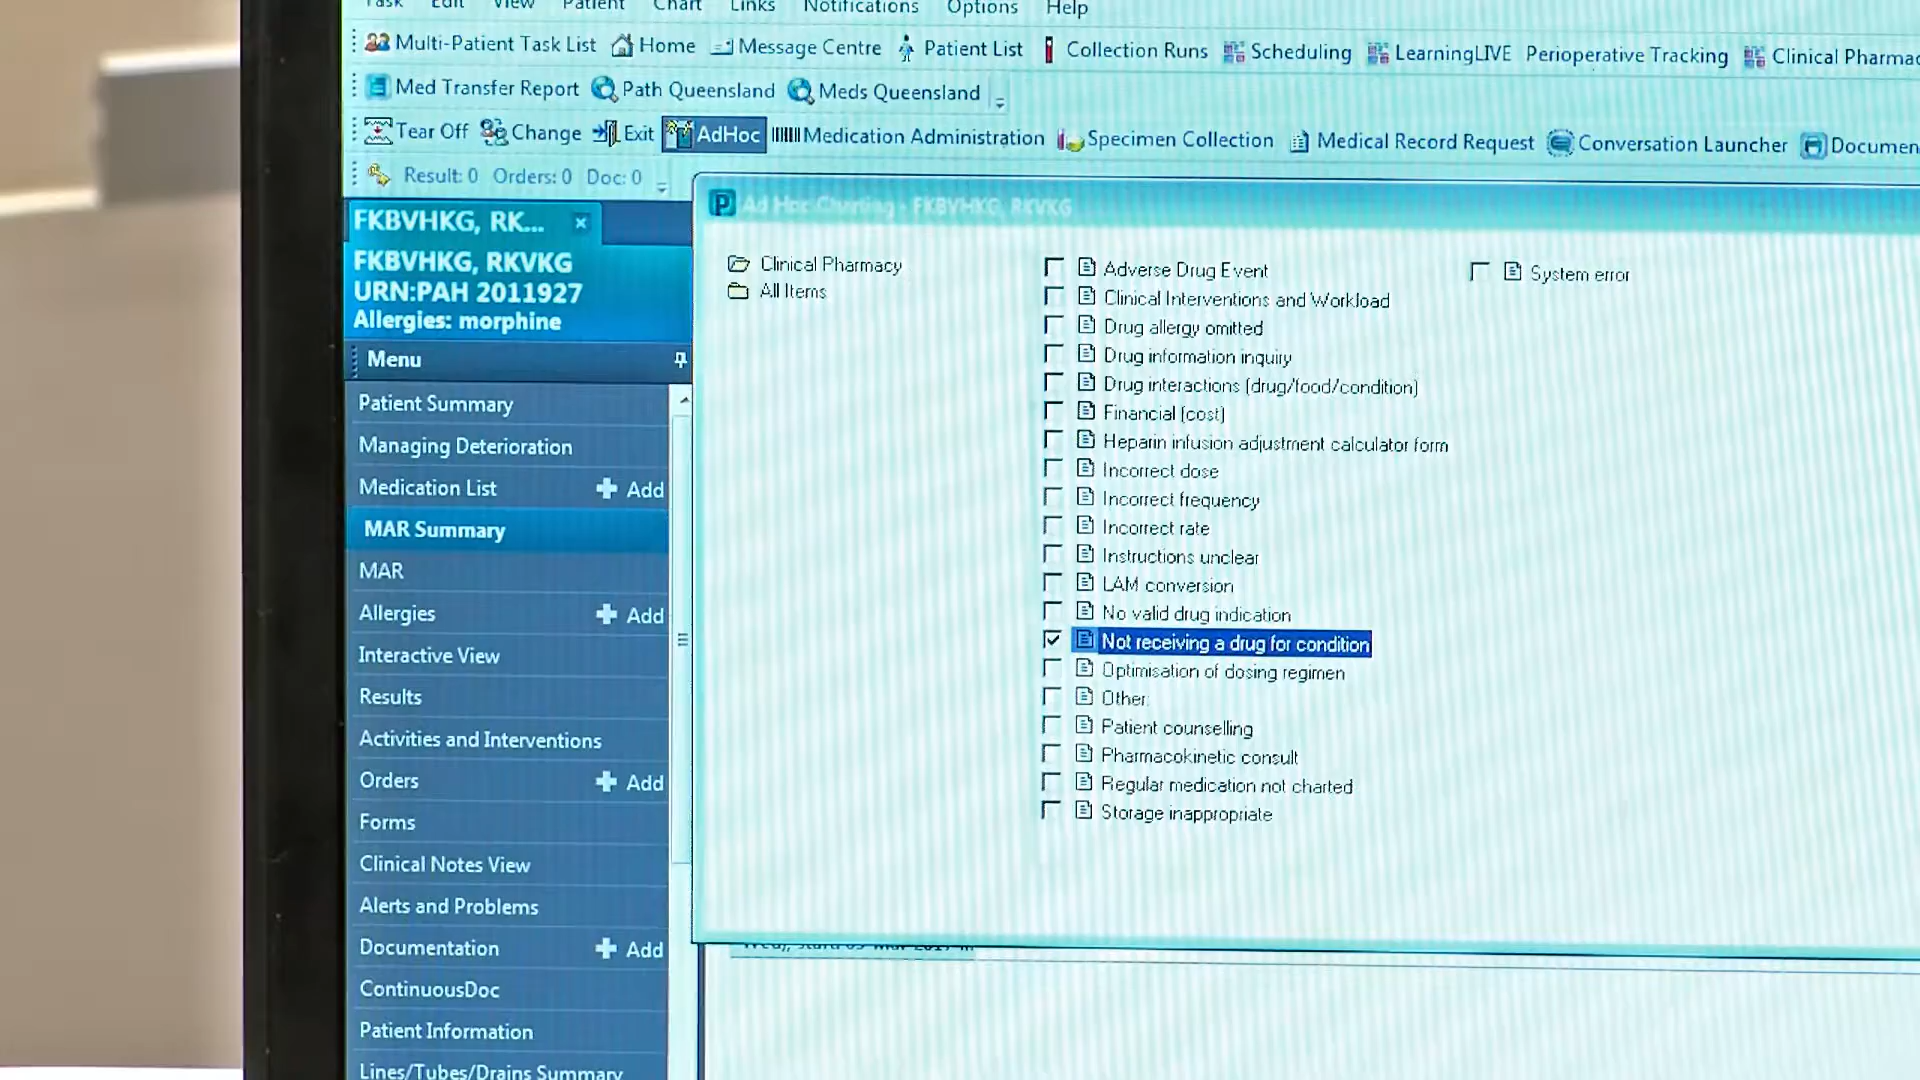 Task Edit View Patient Chart Links Notifications Options Help
Multi-Patient Task List Home Message Centre Patient List Collection Runs Scheduling LearningLIVE Perioperative Tracking Clinical Pharmac
Med Transfer Report Path Queensland Meds Queensland
Tear Off Change Exit AdHoc Medication Administration Specimen Collection Medical Record Request Conversation Launcher Documen
Result: 0 Orders: 0 Doc: 0
FKBVHKG, RK... ×
FKBVHKG, RKVKG
URN:PAH 2011927
Allergies: morphine
Menu
Patient Summary
Managing Deterioration
Medication List Add
MAR Summary
MAR
Allergies Add
Interactive View
Results
Activities and Interventions
Orders Add
Forms
Clinical Notes View
Alerts and Problems
Documentation Add
ContinuousDoc
Patient Information
Lines/Tubes/Drains Summary
P Ad Hoc Charting - FKBVHKG, RKVKG
Clinical Pharmacy
All Items
Adverse Drug Event
Clinical Interventions and Workload
Drug allergy omitted
Drug information inquiry
Drug interactions (drug/food/condition)
Financial (cost)
Heparin infusion adjustment calculator form
Incorrect dose
Incorrect frequency
Incorrect rate
Instructions unclear
LAM conversion
No valid drug indication
Not receiving a drug for condition
Optimisation of dosing regimen
Other:
Patient counselling
Pharmacokinetic consult
Regular medication not charted
Storage inappropriate
System error